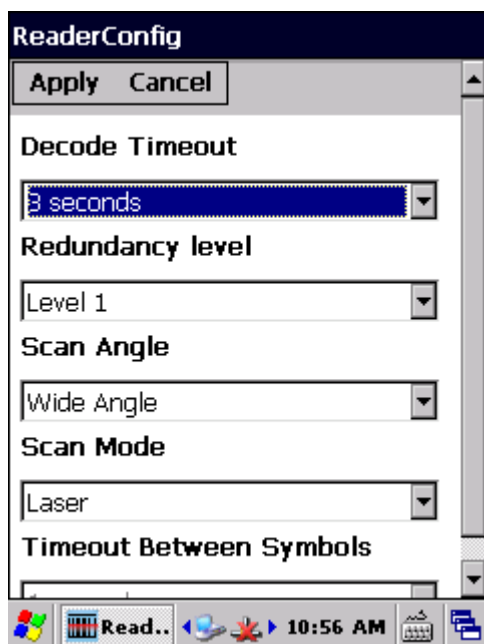 ReaderConfig
Apply Cancel
Decode Timeout
3 seconds
Redundancy level
Level 1
Scan Angle
Wide Angle
Scan Mode
Laser
Timeout Between Symbols
Read.. 10:56 AM